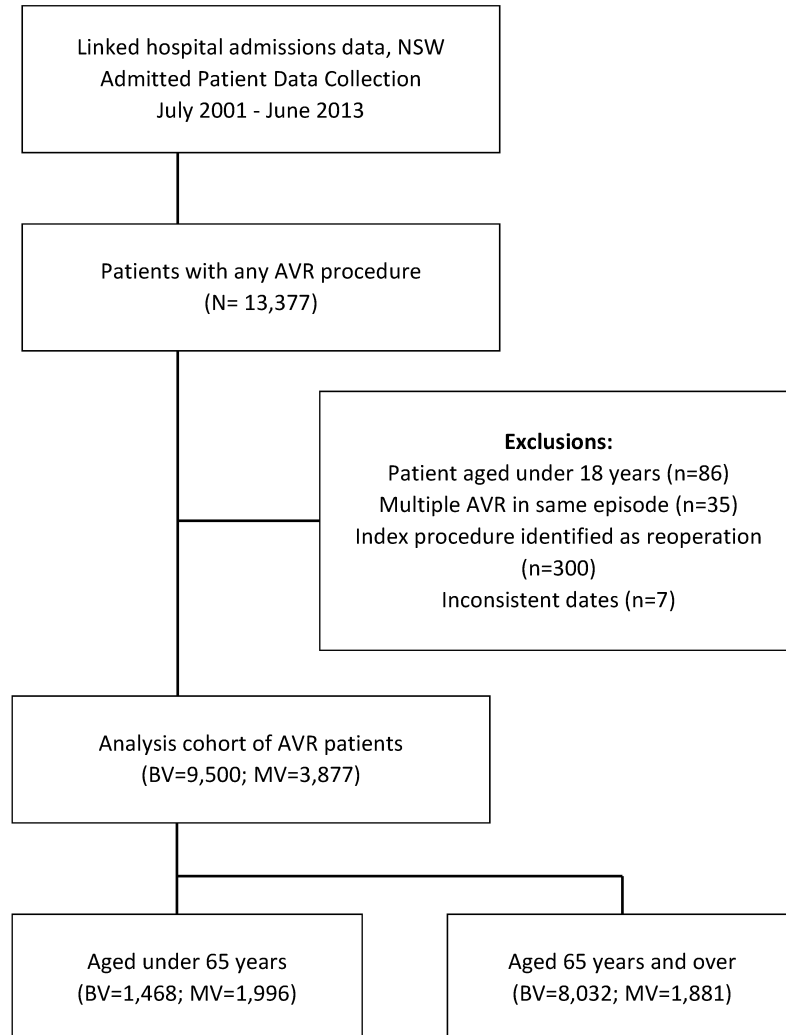 Linked hospital admissions data, NSW
Admitted Patient Data Collection
July 2001 - June 2013
Patients with any AVR procedure
(N= 13,377)
Exclusions:
Patient aged under 18 years (n=86)
Multiple AVR in same episode (n=35)
Index procedure identified as reoperation
(n=300)
Inconsistent dates (n=7)
Analysis cohort of AVR patients
(BV=9,500; MV=3,877)
Aged under 65 years
(BV=1,468; MV=1,996)
Aged 65 years and over
(BV=8,032; MV=1,881)